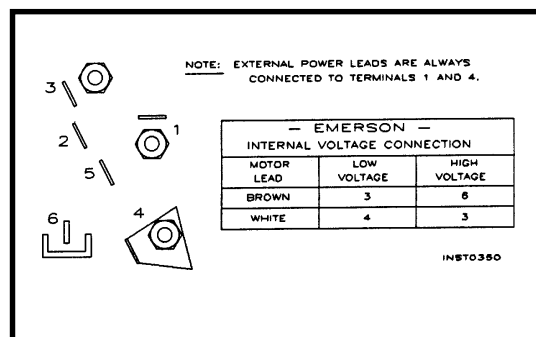 NOTE: EXTERNAL POWER LEADS ARE ALWAYS
CONNECTED TO TERMINALS 1 AND 4.
3
2
1
5
6
4
— EMERSON —
INTERNAL VOLTAGE CONNECTION
MOTOR LEAD LOW VOLTAGE HIGH VOLTAGE
BROWN 3 6
WHITE 4 3
INST0350